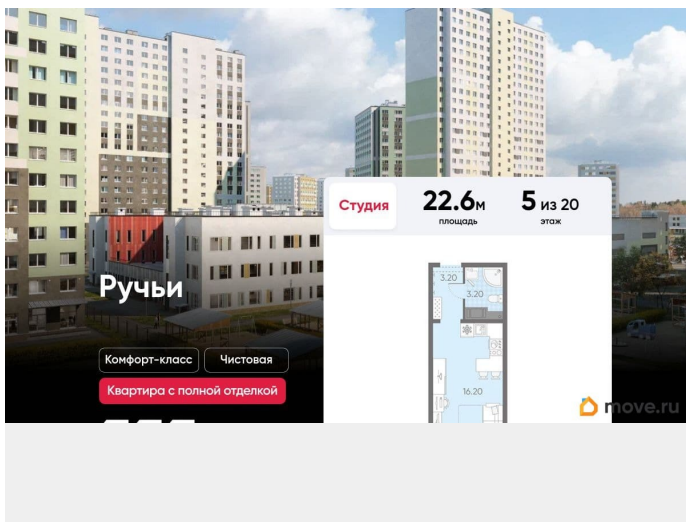 Студия
22.6м
площадь
5 из 20
этаж
Ручьи
Комфорт-класс
Чистовая
Квартира с полной отделкой
3.20
3.20
16.20
move.ru